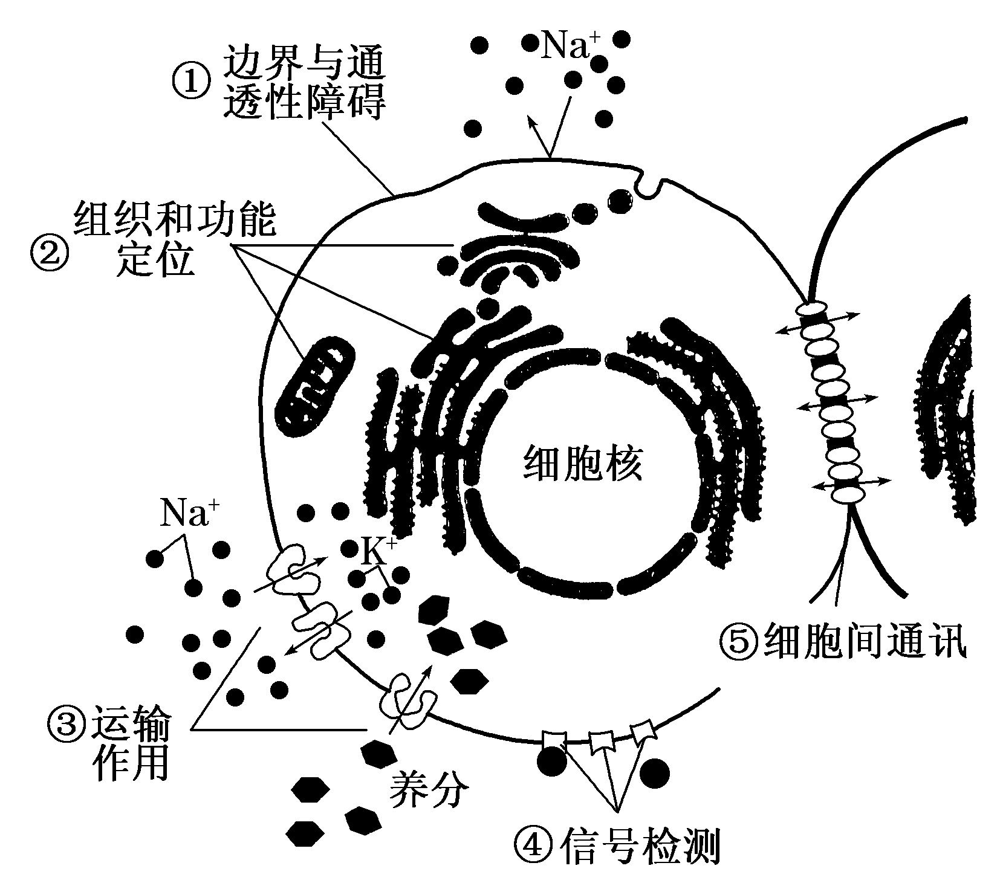 Na⁺
① 边界与通
透性障碍
② 组织和功能
定位
细胞核
Na⁺
K⁺
⑤细胞间通讯
③运输
作用
养分
④信号检测